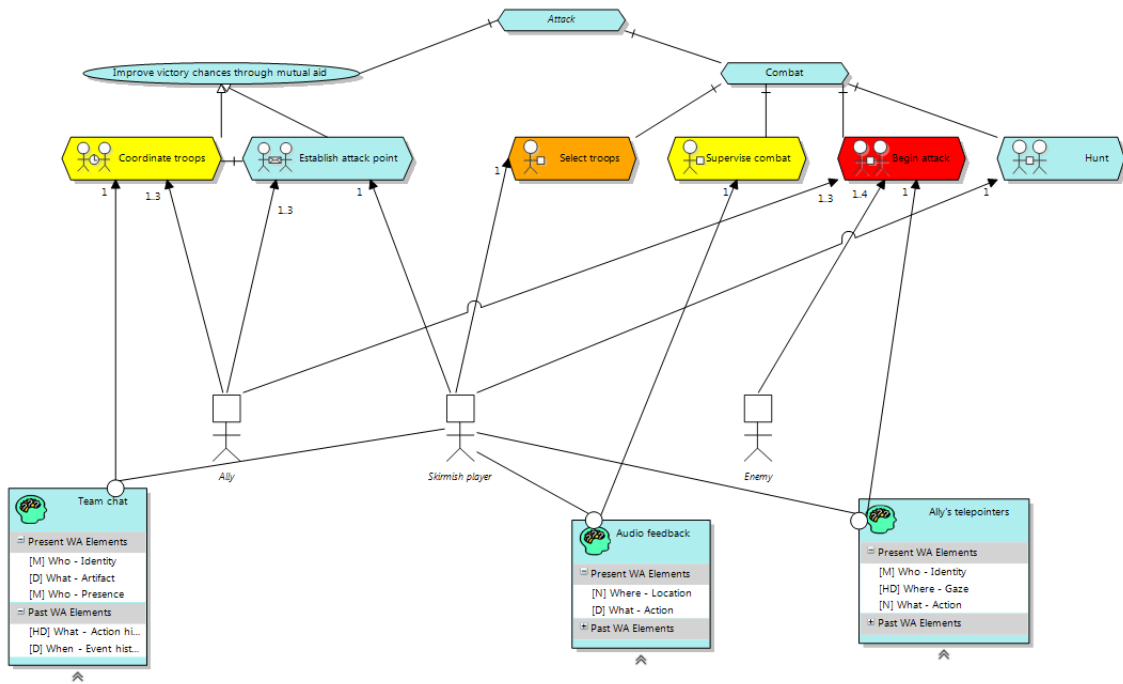 Attack
Improve victory chances through mutual aid
Combat
Coordinate troops
Establish attack point
Select troops
Supervise combat
Begin attack
Hunt
1
1.3
1.3
1
1
1
1.3
1.4
1
1
Ally
Skirmish player
Enemy
Team chat
Present WA Elements
[M] Who - Identity
[D] What - Artifact
[M] Who - Presence
Past WA Elements
[HD] What - Action hi...
[D] When - Event hist...
Audio feedback
Present WA Elements
[N] Where - Location
[D] What - Action
Past WA Elements
Ally's telepointers
Present WA Elements
[M] Who - Identity
[HD] Where - Gaze
[N] What - Action
Past WA Elements